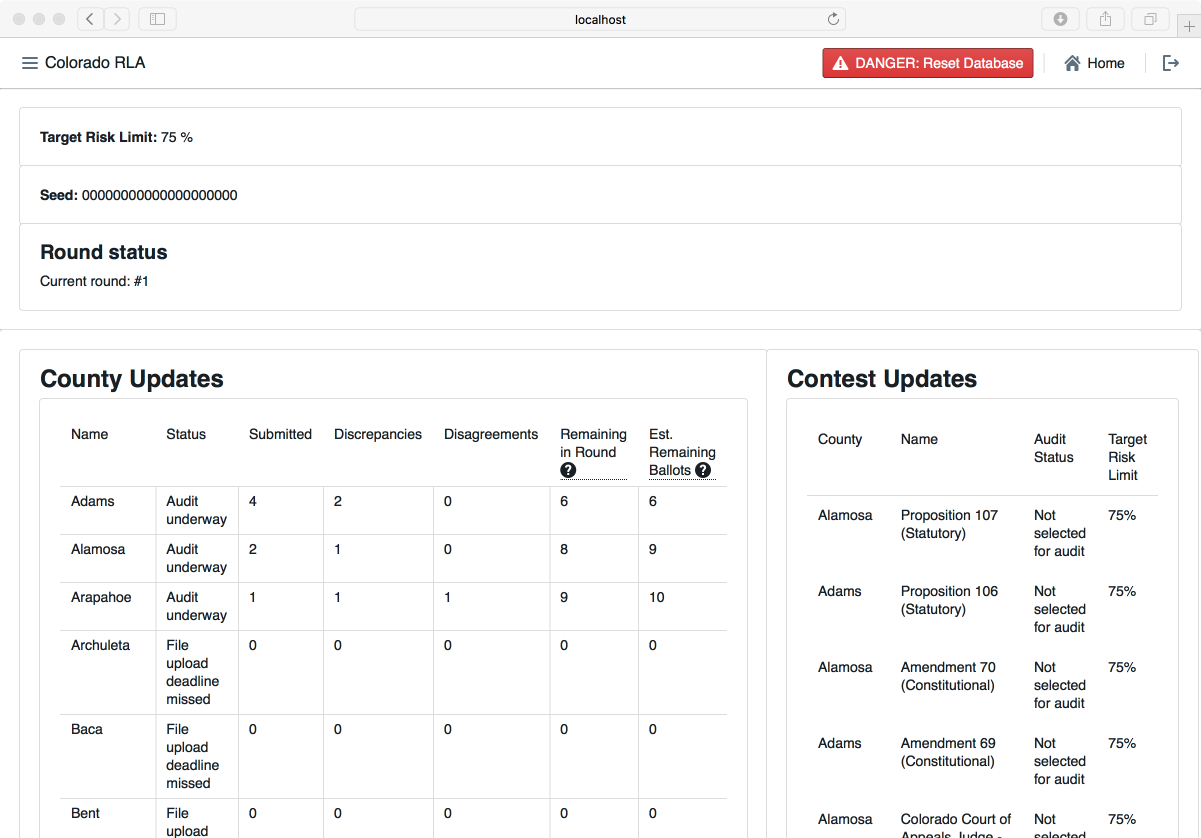 localhost
Colorado RLA
DANGER: Reset Database
Home
Target Risk Limit: 75 %
Seed: 00000000000000000000
Round status
Current round: #1
County Updates
Name Status Submitted Discrepancies Disagreements Remaining in Round ? Est. Remaining Ballots ?
Adams Audit underway 4 2 0 6 6
Alamosa Audit underway 2 1 0 8 9
Arapahoe Audit underway 1 1 1 9 10
Archuleta File upload deadline missed 0 0 0 0 0
Baca File upload deadline missed 0 0 0 0 0
Bent File upload 0 0 0 0 0
Contest Updates
County Name Audit Status Target Risk Limit
Alamosa Proposition 107 (Statutory) Not selected for audit 75%
Adams Proposition 106 (Statutory) Not selected for audit 75%
Alamosa Amendment 70 (Constitutional) Not selected for audit 75%
Adams Amendment 69 (Constitutional) Not selected for audit 75%
Alamosa Colorado Court of Appeals Judge - Not selected 75%